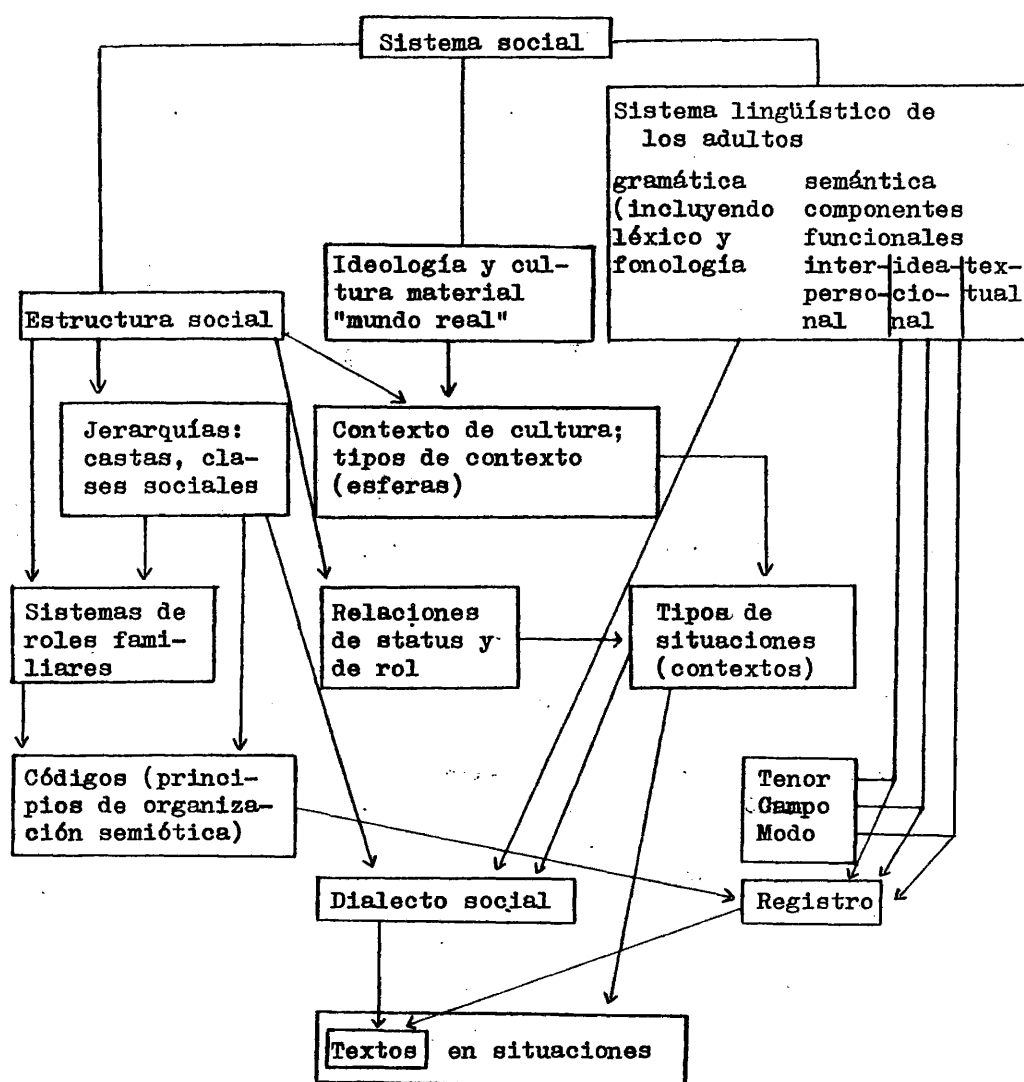 Sistema social
Sistema lingüístico de
los adultos
gramática
(incluyendo
léxico y
fonología
semántica
componentes
funcionales
inter-
perso-
nal
idea-
cio-
nal
tex-
tual
Ideología y cul-
tura material
"mundo real"
Estructura social
Jerarquías:
castas, cla-
ses sociales
Contexto de cultura;
tipos de contexto
(esferas)
Sistemas de
roles fami-
liares
Relaciones
de status y
de rol
Tipos de
situaciones
(contextos)
Códigos (princi-
pios de organiza-
ción semiótica)
Tenor
Campo
Modo
Dialecto social
Registro
Textos en situaciones